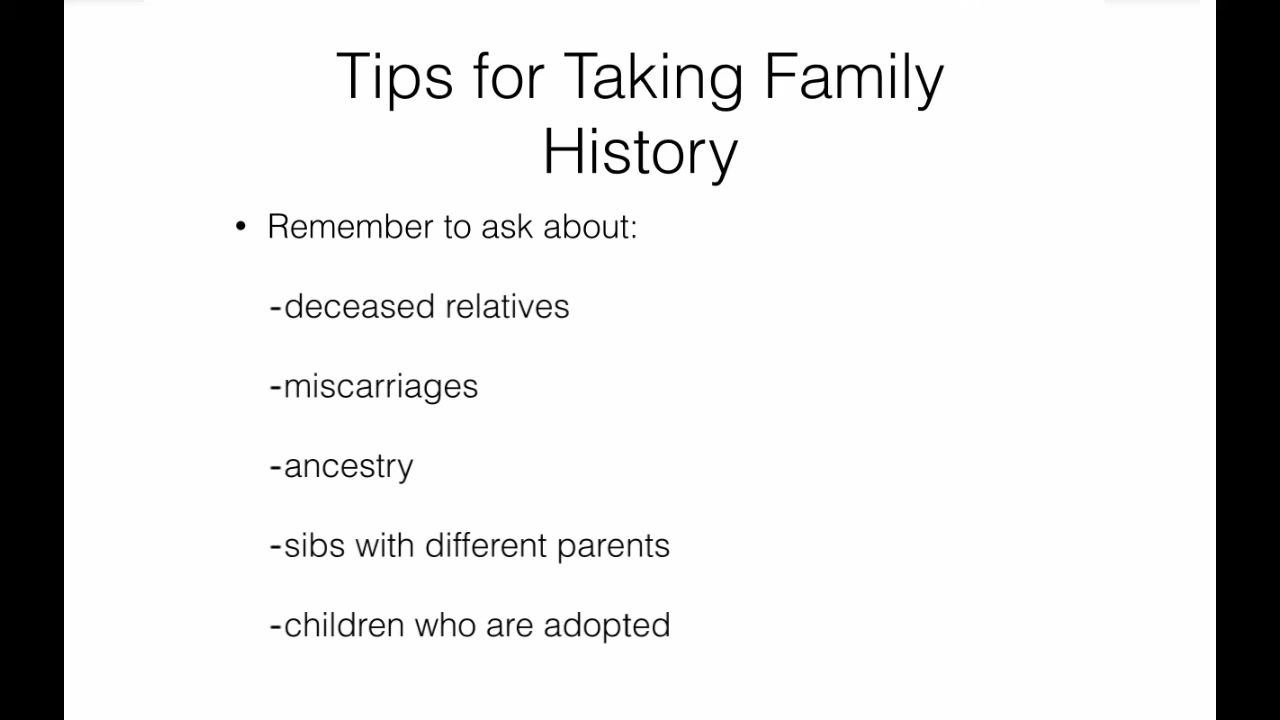 Tips for Taking Family
History
• Remember to ask about:
-deceased relatives
-miscarriages
-ancestry
-sibs with different parents
-children who are adopted